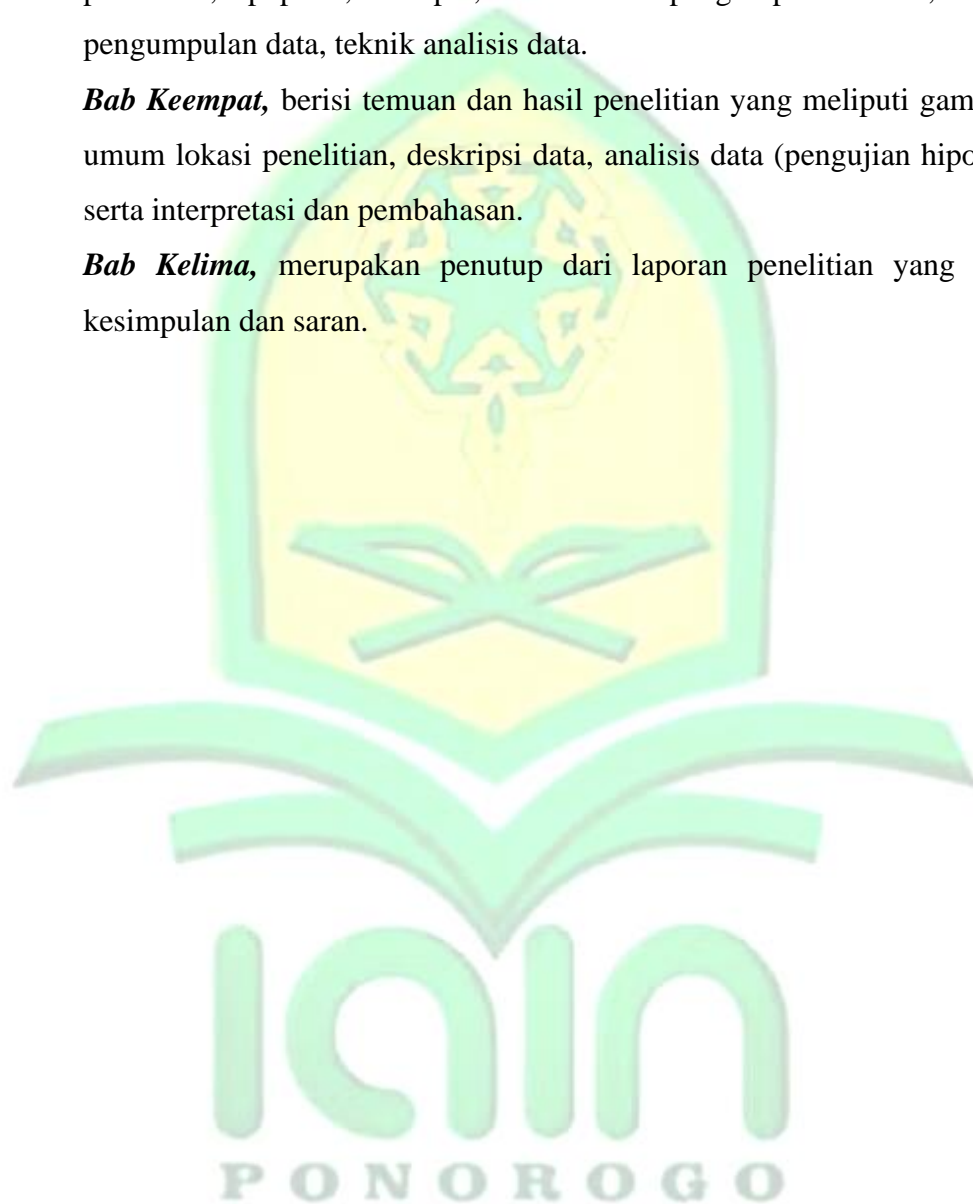 pengumpulan data, teknik analisis data.
Bab Keempat, berisi temuan dan hasil penelitian yang meliputi
umum lokasi penelitian, deskripsi data, analisis data (pengujian
serta interpretasi dan pembahasan.
Bab Kelima, merupakan penutup dari laporan penelitian yang
kesimpulan dan saran.
iain
PONOROGO